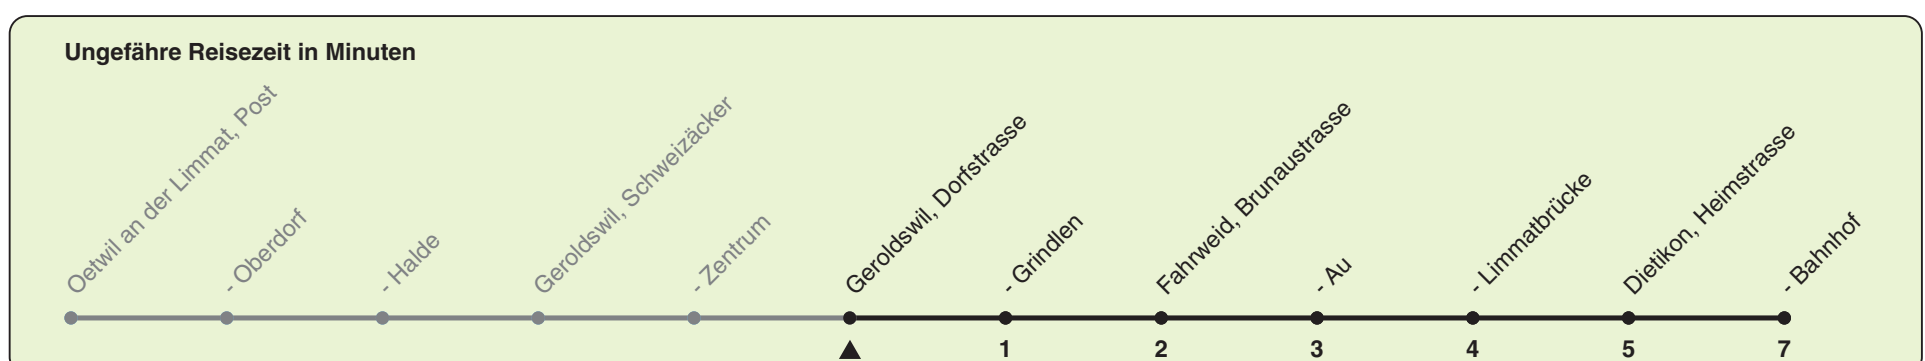 Ungefähre Reisezeit in Minuten
Oetwil an der Limmat, Post
- Oberdorf
- Halde
Geroldswil, Schweizäcker
- Zentrum
Geroldswil, Dorfstrasse
- Grindlen
Fahrweid, Brunaustrasse
- Au
- Limmatbrücke
Dietikon, Heimstrasse
- Bahnhof
1 2 3 4 5 7